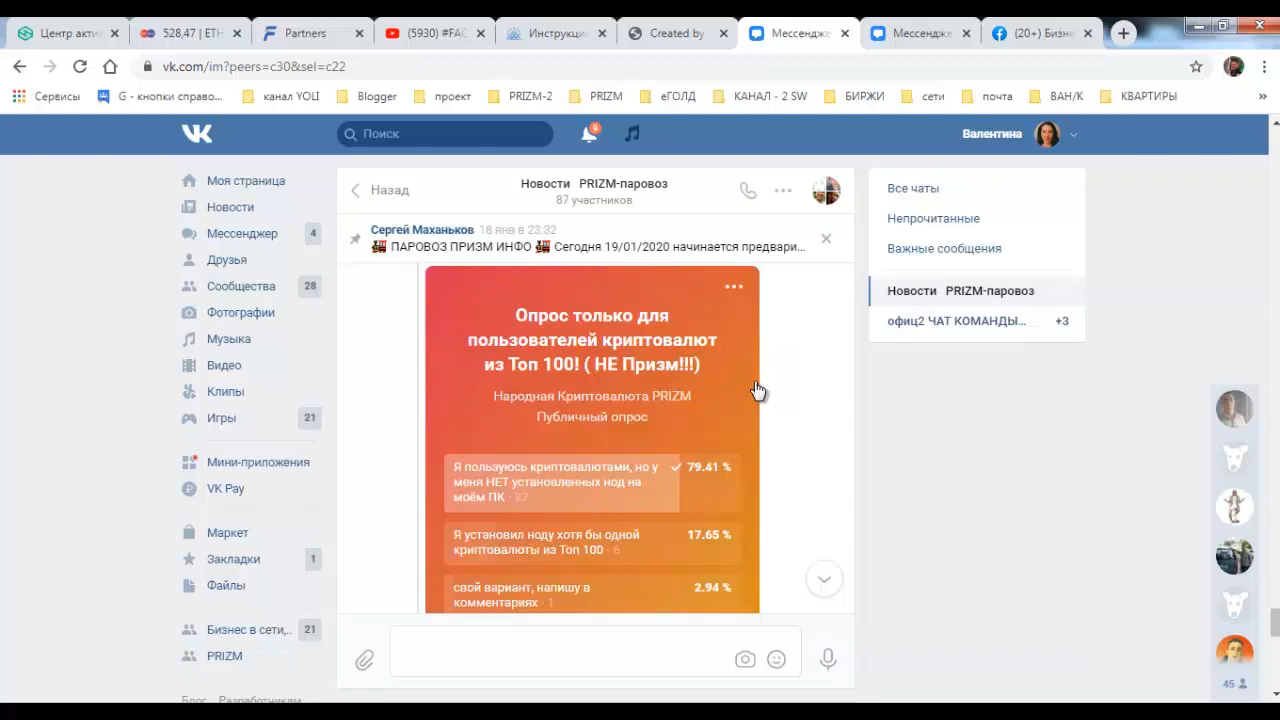 Центр акти
528,47 | ETH
Partners
(5930) #FAC
Инструкци
Created by
Мессендже
Мессендже
(20+) Бизне
vk.com/im?peers=c30&sel=c22
Сервисы
G - кнопки справо...
канал YOLI
Blogger
проект
PRIZM-2
PRIZM
еГОЛД
КАНАЛ - 2 SW
БИРЖИ
сети
почта
ВАН/К
КВАРТИРЫ
»
Поиск
9
Валентина
Моя страница
Новости
Мессенджер 4
Друзья
Сообщества 28
Фотографии
Музыка
Видео
Клипы
Игры 21
Мини-приложения
VK Pay
Маркет
Закладки 1
Файлы
Бизнес в сети,.. 21
PRIZM
Блог Разработчикам
Назад
Новости PRIZM-паровоз
87 участников
Сергей Маханьков 18 янв в 23:32
🚂 ПАРОВОЗ ПРИЗМ ИНФО 🚂 Сегодня 19/01/2020 начинается предвари...
Опрос только для
пользователей криптовалют
из Топ 100! ( НЕ Призм!!!)
Народная Криптовалюта PRIZM
Публичный опрос
Я пользуюсь криптовалютами, но у 79.41 %
меня НЕТ установленных нод на
моём ПК · 27
Я установил ноду хотя бы одной 17.65 %
криптовалюты из Топ 100 · 6
свой вариант, напишу в 2.94 %
комментариях · 1
Все чаты
Непрочитанные
Важные сообщения
Новости PRIZM-паровоз
офиц2 ЧАТ КОМАНДЫ... +3
45